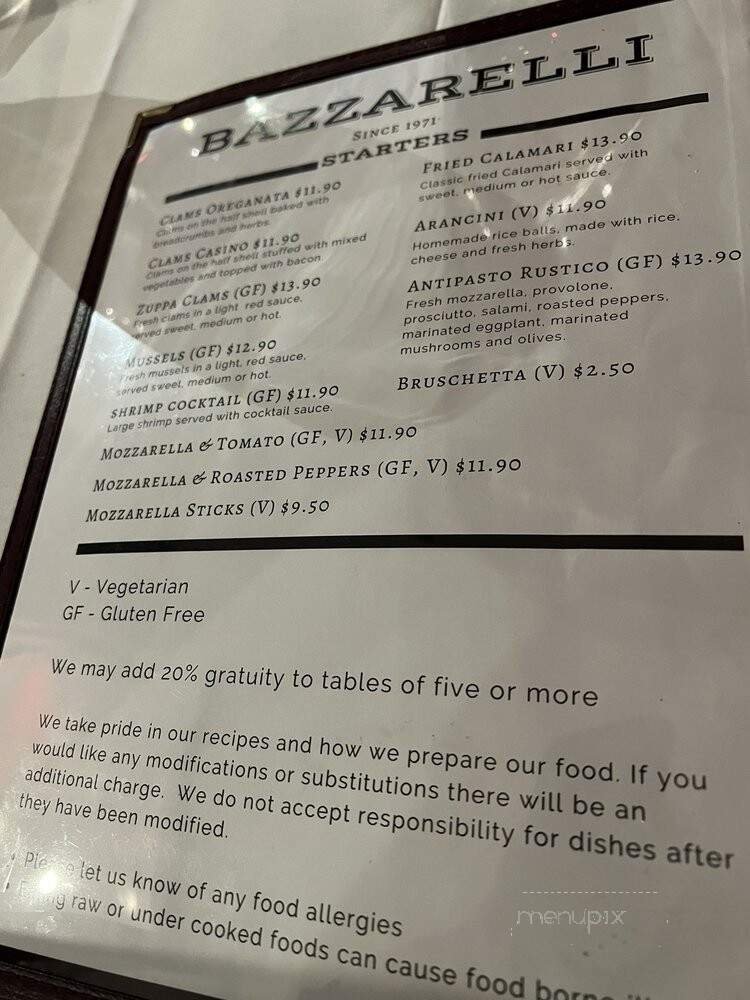 BAZZARELLI
SINCE 1971
STARTERS
CLAMS OREGANATA $11.90
Clams on the half shell baked with
breadcrumbs and herbs.
CLAMS CASINO $11.90
Clams on the half shell stuffed with mixed
vegetables and topped with bacon.
ZUPPA CLAMS (GF) $13.90
Fresh clams in a light red sauce,
served sweet, medium or hot.
MUSSELS (GF) $12.90
Fresh mussels in a light, red sauce,
served sweet, medium or hot.
SHRIMP COCKTAIL (GF) $11.90
Large shrimp served with cocktail sauce.
MOZZARELLA & TOMATO (GF, V) $11.90
MOZZARELLA & ROASTED PEPPERS (GF, V) $11.90
MOZZARELLA STICKS (V) $9.50
FRIED CALAMARI $13.90
Classic fried Calamari served with
sweet, medium or hot sauce.
ARANCINI (V) $11.90
Homemade rice balls, made with rice,
cheese and fresh herbs.
ANTIPASTO RUSTICO (GF) $13.90
Fresh mozzarella, provolone,
prosciutto, salami, roasted peppers,
marinated eggplant, marinated
mushrooms and olives.
BRUSCHETTA (V) $2.50
V - Vegetarian
GF - Gluten Free
We may add 20% gratuity to tables of five or more
We take pride in our recipes and how we prepare our food. If you
would like any modifications or substitutions there will be an
additional charge. We do not accept responsibility for dishes after
they have been modified.
• Please let us know of any food allergies
raw or under cooked foods can cause food borne
menupix